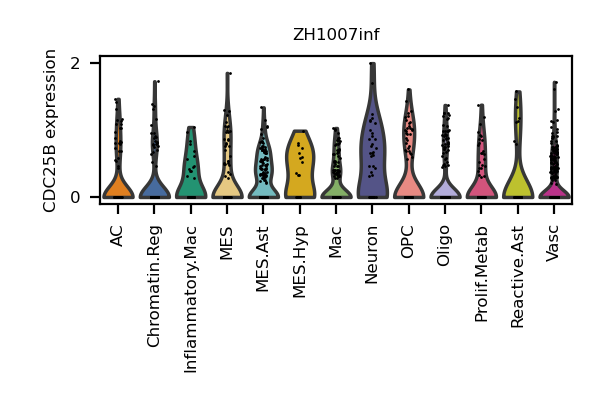 ZH1007inf
CDC25B expression
2
0
AC
Chromatin.Reg
Inflammatory.Mac
MES
MES.Ast
MES.Hyp
Mac
Neuron
OPC
Oligo
Prolif.Metab
Reactive.Ast
Vasc